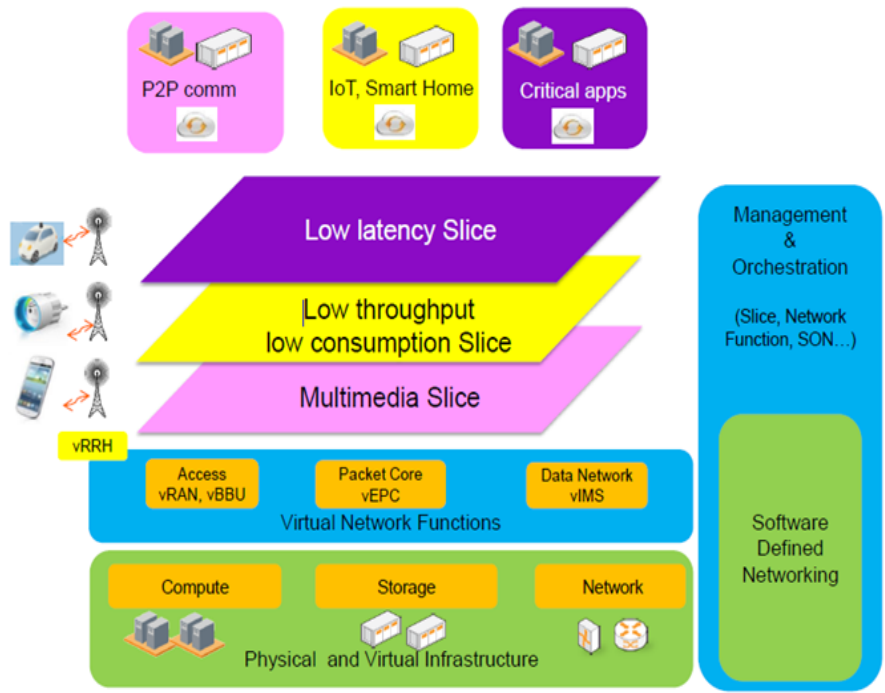 P2P comm
IoT, Smart Home
Critical apps
Low latency Slice
Low throughput
low consumption Slice
Multimedia Slice
Management
&
Orchestration
(Slice, Network
Function, SON...)
vRRH
Access
vRAN, vBBU
Packet Core
vEPC
Data Network
vIMS
Virtual Network Functions
Software
Defined
Networking
Compute
Storage
Network
Physical and Virtual Infrastructure